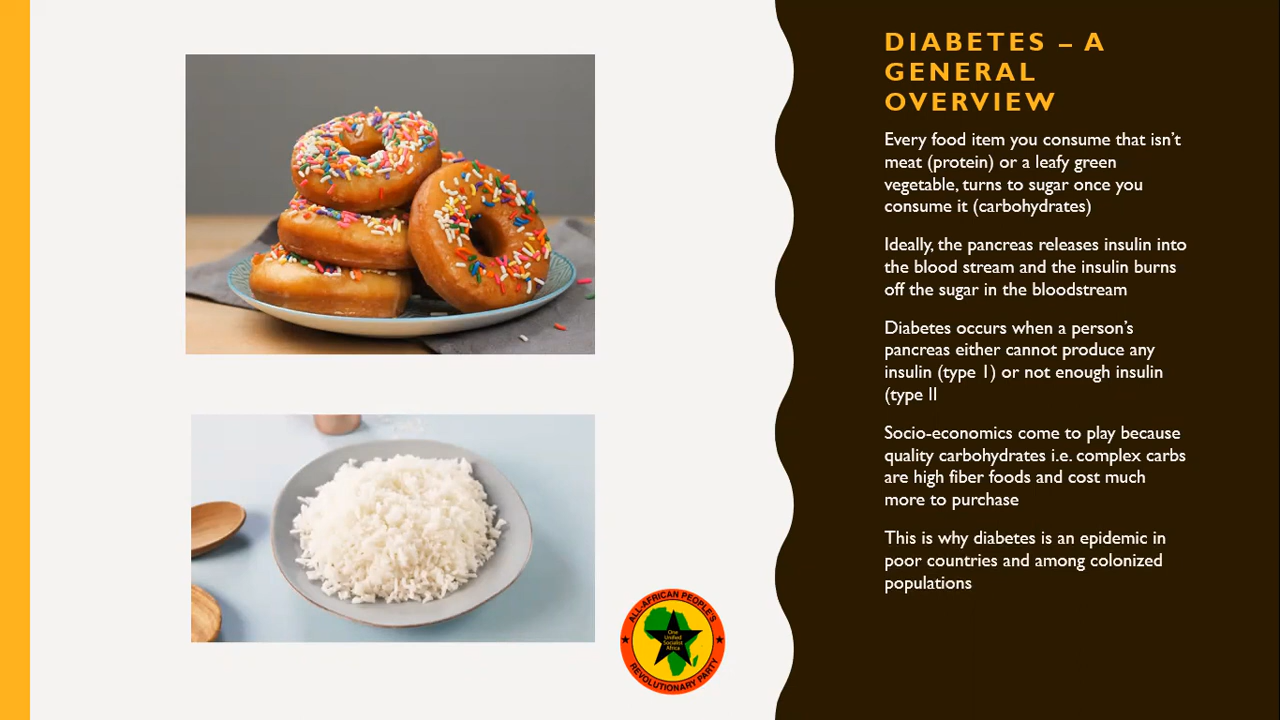 DIABETES – A
GENERAL
OVERVIEW
Every food item you consume that isn't
meat (protein) or a leafy green
vegetable, turns to sugar once you
consume it (carbohydrates)
Ideally, the pancreas releases insulin into
the blood stream and the insulin burns
off the sugar in the bloodstream
Diabetes occurs when a person's
pancreas either cannot produce any
insulin (type 1) or not enough insulin
(type II
Socio-economics come to play because
quality carbohydrates i.e. complex carbs
are high fiber foods and cost much
more to purchase
This is why diabetes is an epidemic in
poor countries and among colonized
populations
ALL-AFRICAN PEOPLE'S
One
Unified
Socialist
Africa
REVOLUTIONARY PARTY